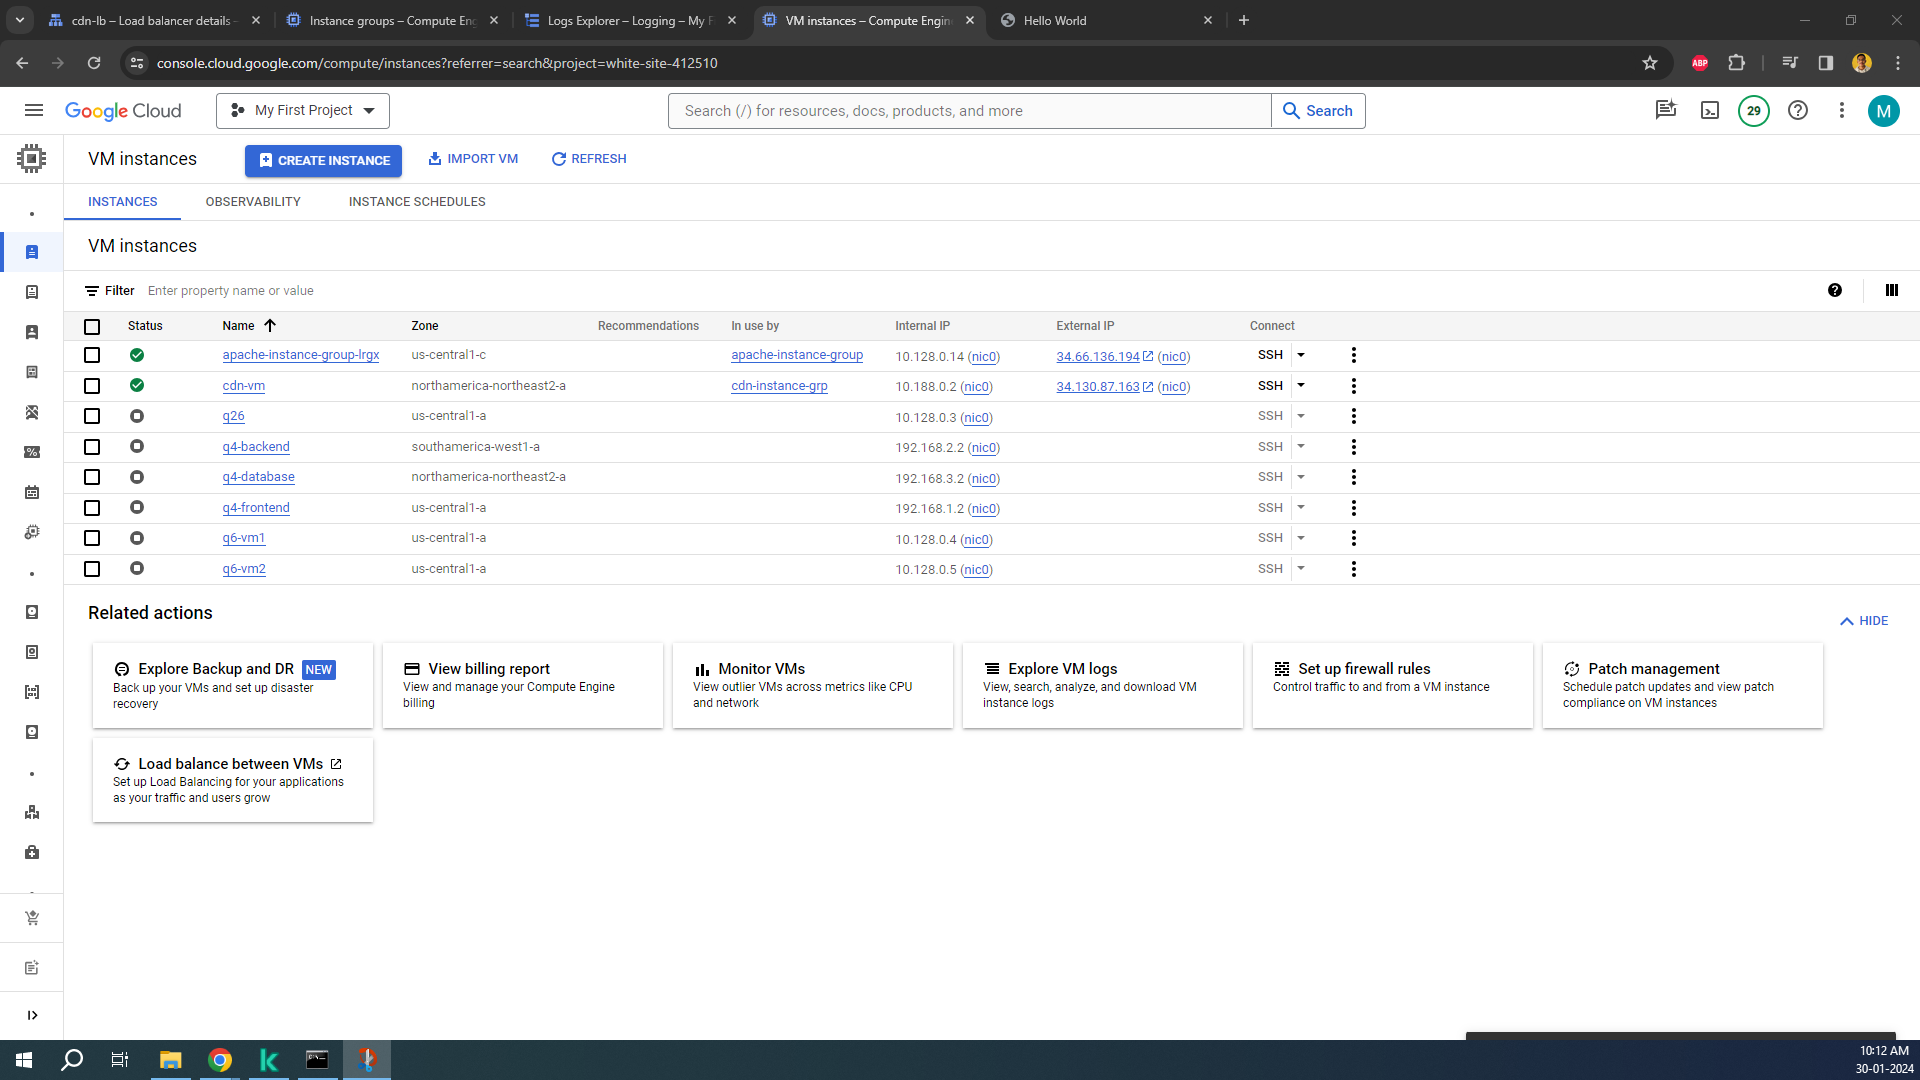 cdn-lb – Load balancer details –
Instance groups – Compute Eng
Logs Explorer – Logging – My F
VM instances – Compute Engine
Hello World
console.cloud.google.com/compute/instances?referrer=search&project=white-site-412510
ABP
Google Cloud
My First Project
Search (/) for resources, docs, products, and more
Search
29
M
VM instances
CREATE INSTANCE
IMPORT VM
REFRESH
INSTANCES
OBSERVABILITY
INSTANCE SCHEDULES
VM instances
Filter Enter property name or value
Status Name Zone Recommendations In use by Internal IP External IP Connect
apache-instance-group-lrgx us-central1-c apache-instance-group 10.128.0.14 (nic0) 34.66.136.194 (nic0) SSH
cdn-vm northamerica-northeast2-a cdn-instance-grp 10.188.0.2 (nic0) 34.130.87.163 (nic0) SSH
q26 us-central1-a 10.128.0.3 (nic0) SSH
q4-backend southamerica-west1-a 192.168.2.2 (nic0) SSH
q4-database northamerica-northeast2-a 192.168.3.2 (nic0) SSH
q4-frontend us-central1-a 192.168.1.2 (nic0) SSH
q6-vm1 us-central1-a 10.128.0.4 (nic0) SSH
q6-vm2 us-central1-a 10.128.0.5 (nic0) SSH
Related actions
HIDE
Explore Backup and DR NEW
Back up your VMs and set up disaster
recovery
View billing report
View and manage your Compute Engine
billing
Monitor VMs
View outlier VMs across metrics like CPU
and network
Explore VM logs
View, search, analyze, and download VM
instance logs
Set up firewall rules
Control traffic to and from a VM instance
Patch management
Schedule patch updates and view patch
compliance on VM instances
Load balance between VMs
Set up Load Balancing for your applications
as your traffic and users grow
10:12 AM
30-01-2024